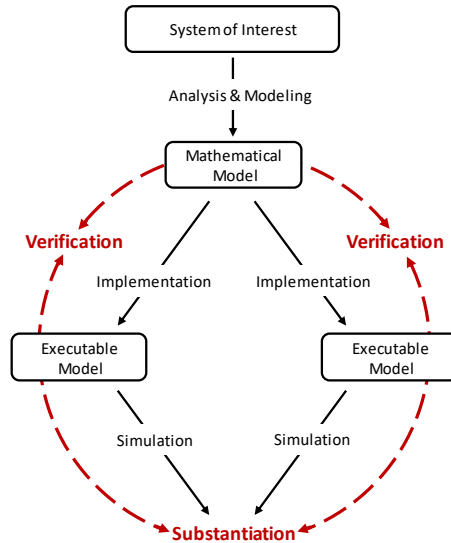 System of Interest
Analysis & Modeling
Mathematical
Model
Verification
Verification
Implementation
Implementation
Executable
Model
Executable
Model
Simulation
Simulation
Substantiation